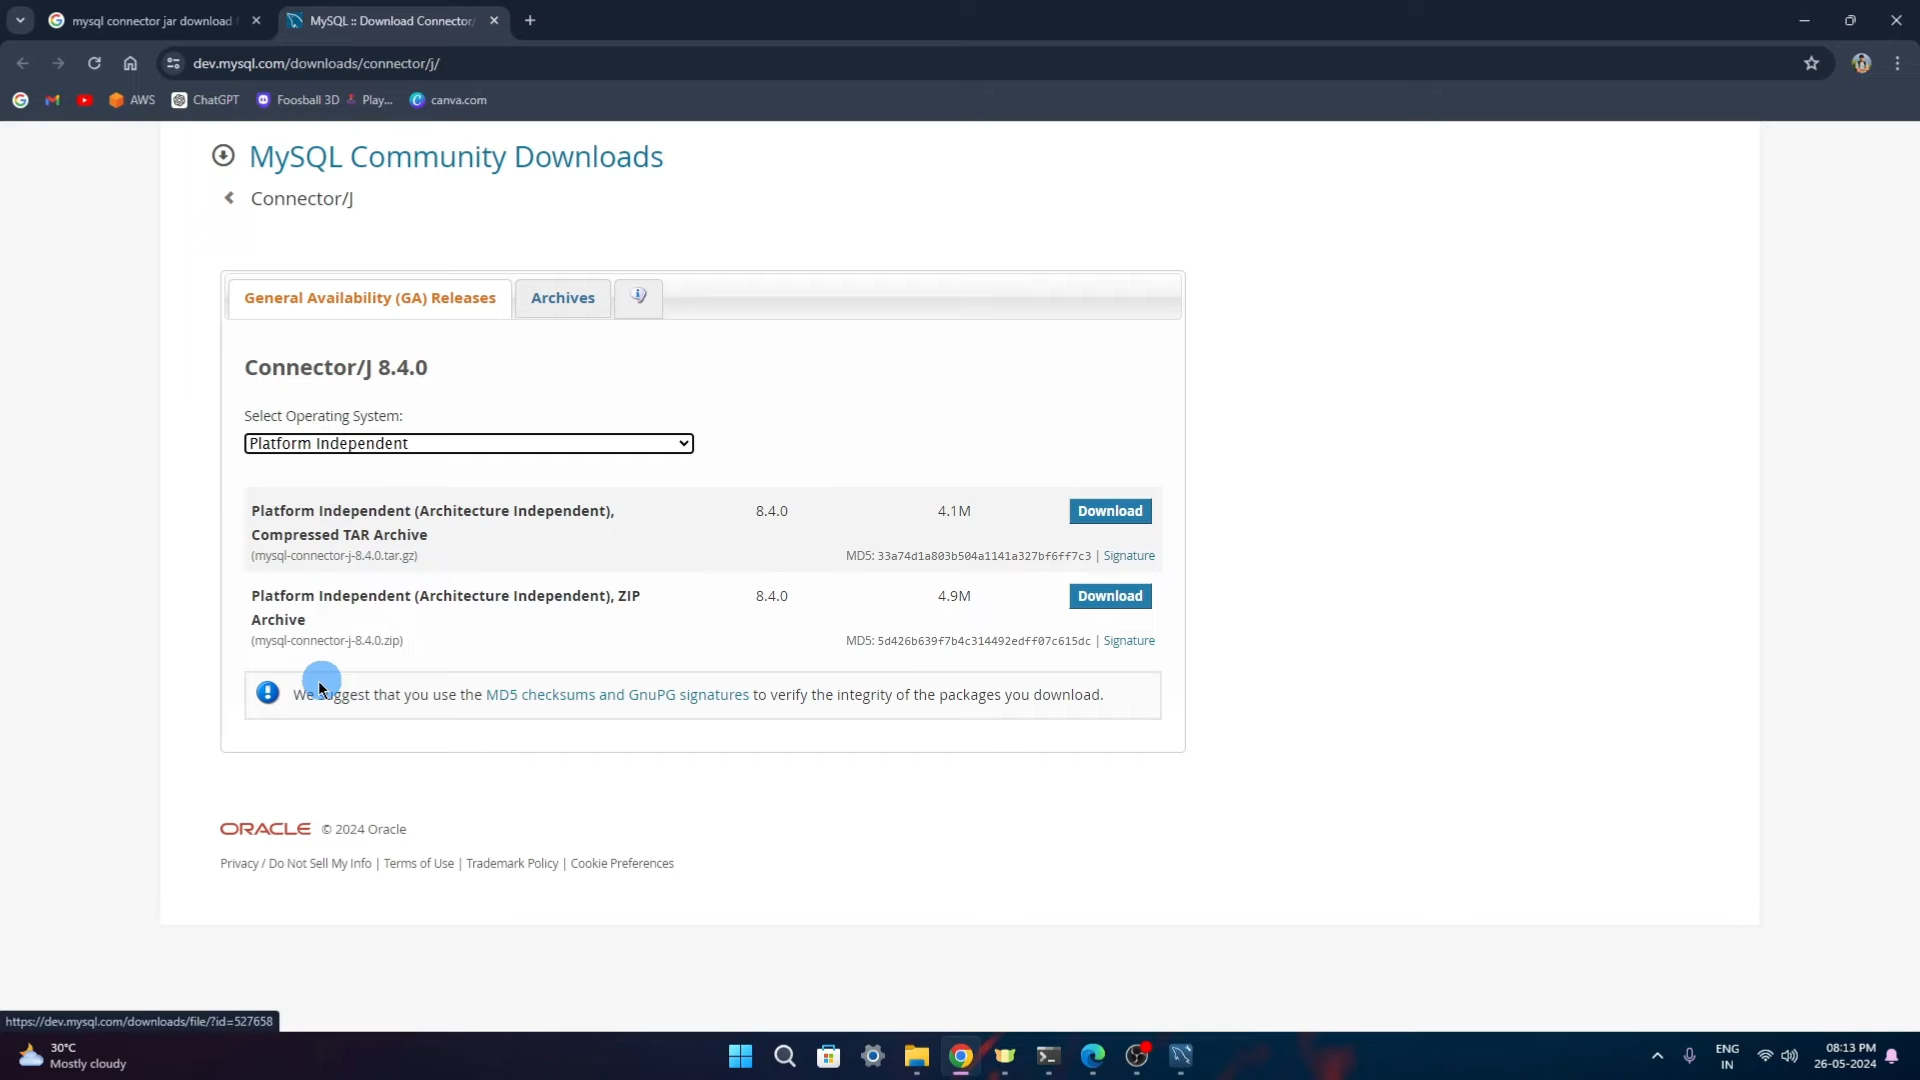 mysql connector jar download
MySQL :: Download Connector/
dev.mysql.com/downloads/connector/j/
AWS
ChatGPT
Foosball 3D
Play...
canva.com
MySQL Community Downloads
Connector/J
General Availability (GA) Releases
Archives
Connector/J 8.4.0
Select Operating System:
Platform Independent
Platform Independent (Architecture Independent), 8.4.0 4.1M Download
Compressed TAR Archive
(mysql-connector-j-8.4.0.tar.gz) MD5: 33a74d1a803b504a1141a327bf6ff7c3 | Signature
Platform Independent (Architecture Independent), ZIP 8.4.0 4.9M Download
Archive
(mysql-connector-j-8.4.0.zip) MD5: 5d426b639f7b4c314492edff07c615dc | Signature
We suggest that you use the MD5 checksums and GnuPG signatures to verify the integrity of the packages you download.
ORACLE © 2024 Oracle
Privacy / Do Not Sell My Info | Terms of Use | Trademark Policy | Cookie Preferences
https://dev.mysql.com/downloads/file/?id=527658
30°C
Mostly cloudy
ENG
IN
08:13 PM
26-05-2024